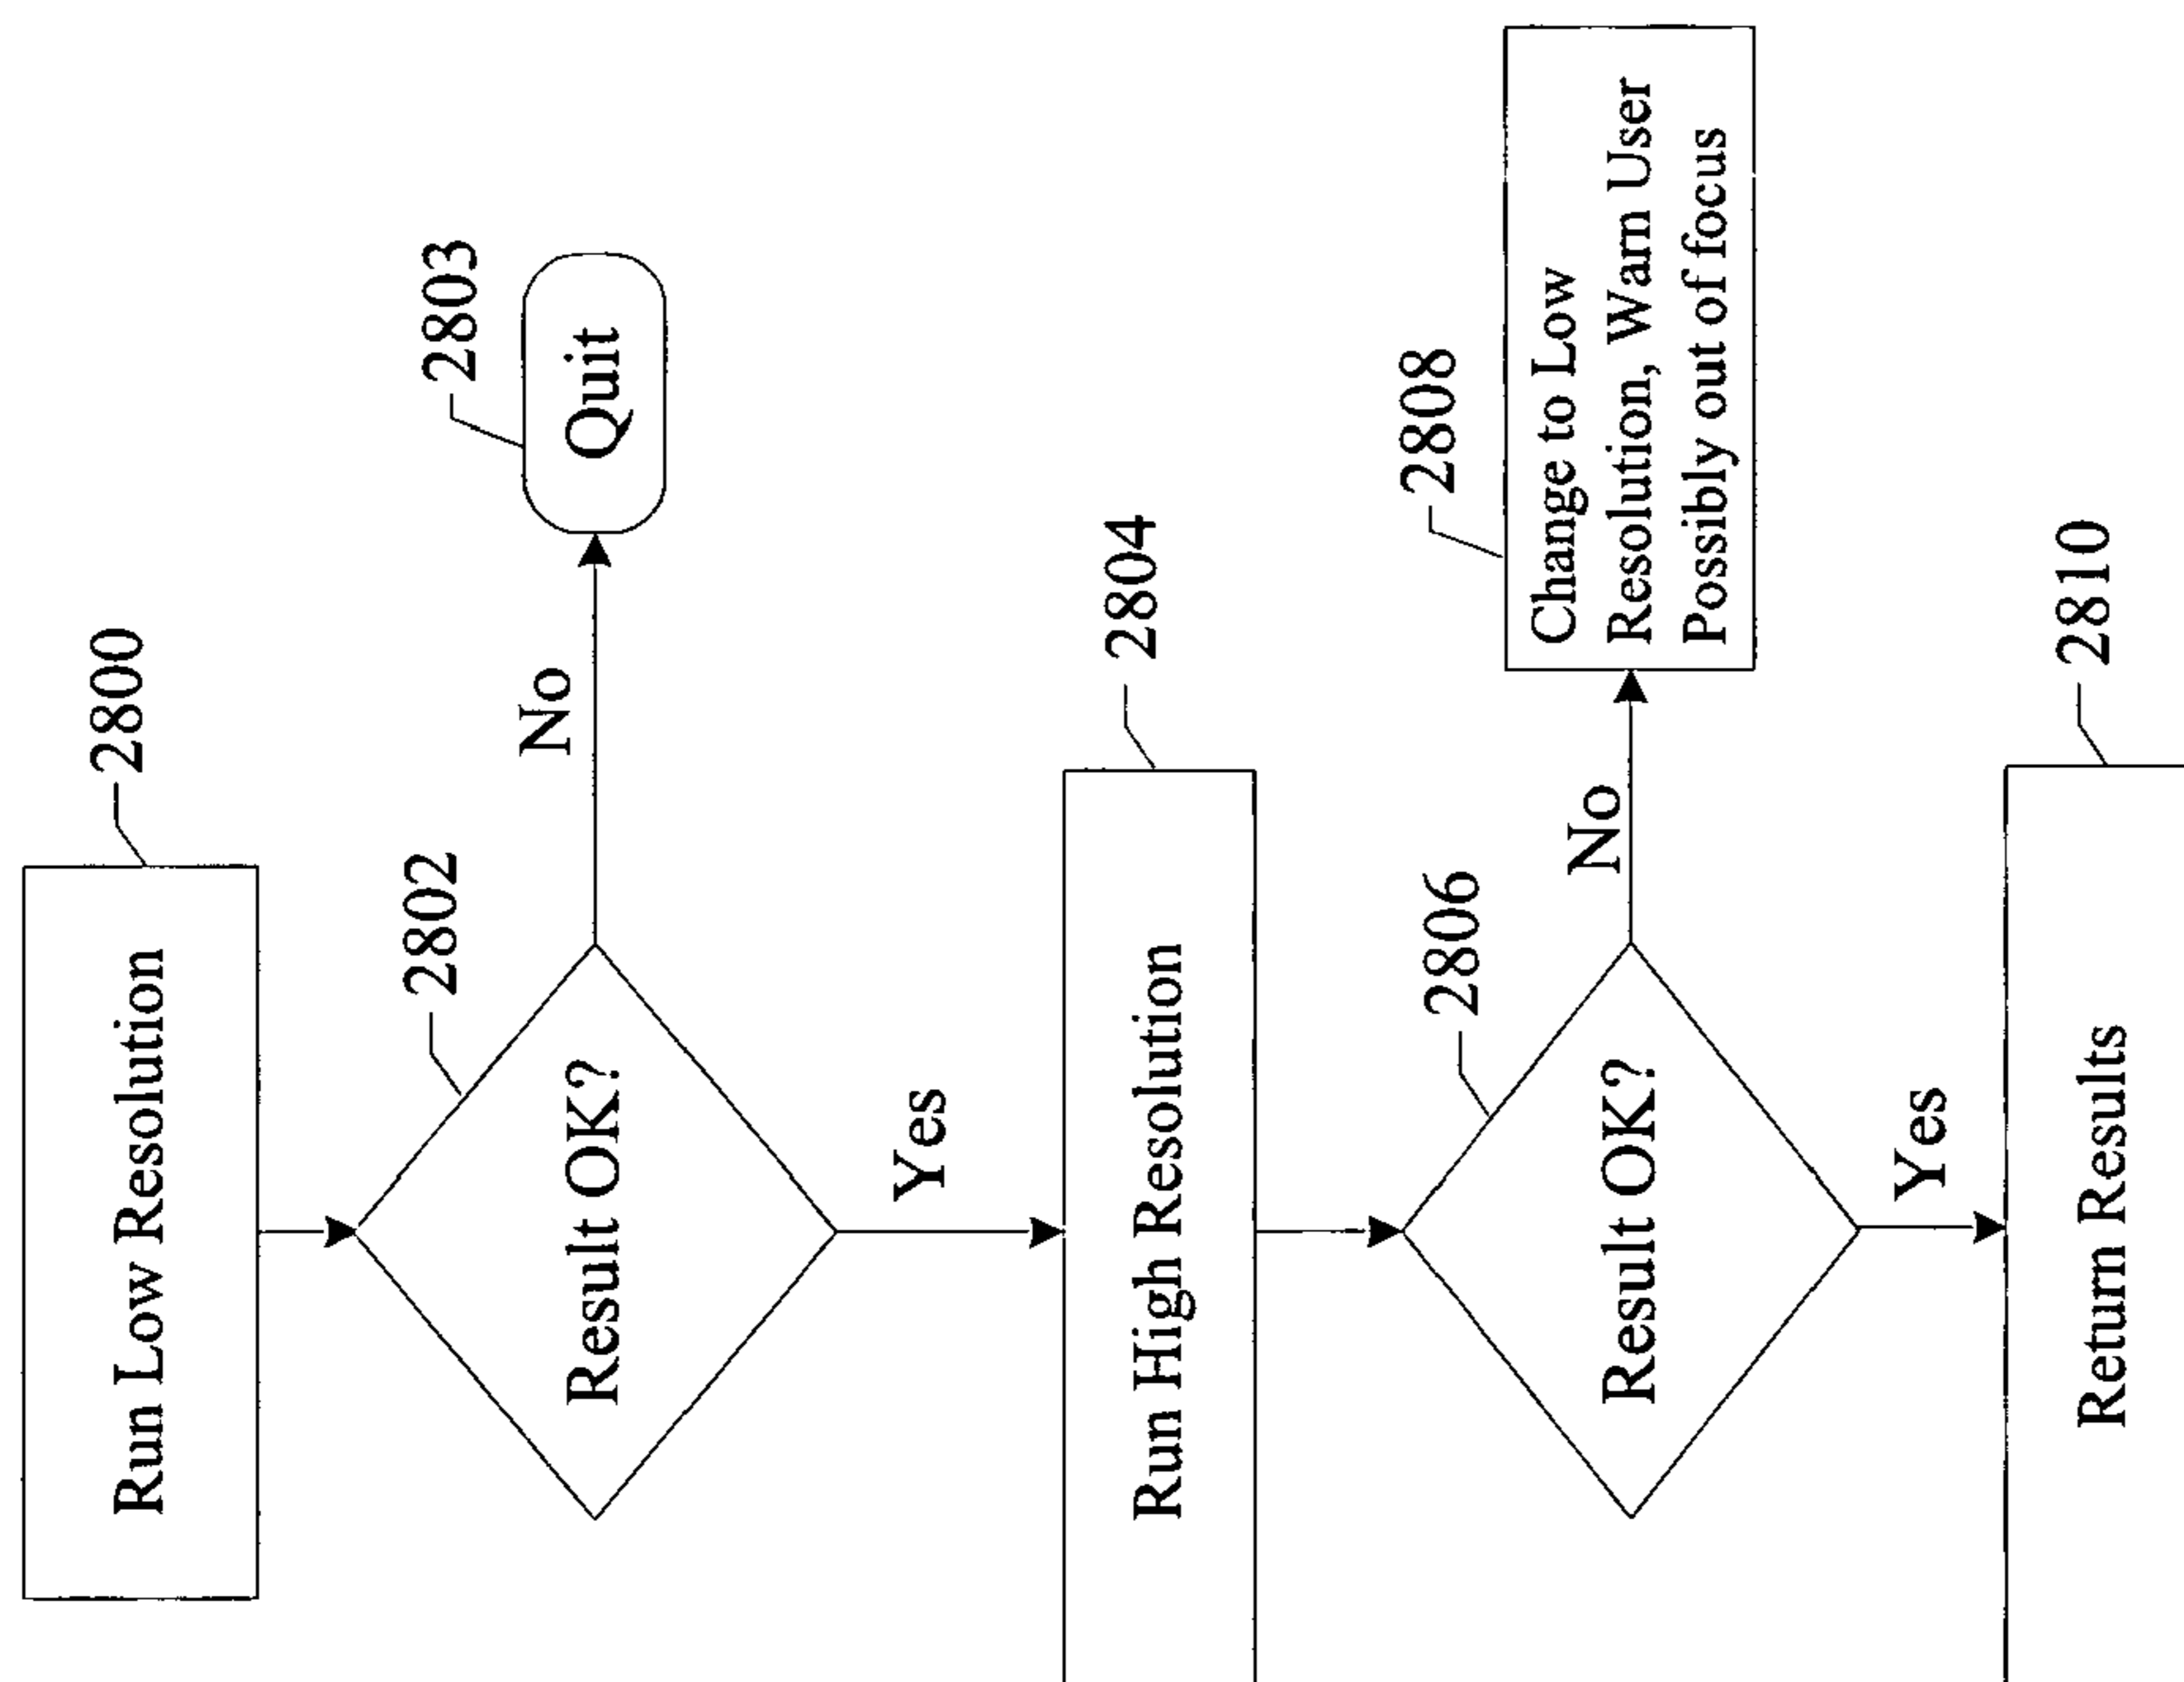 2800
Run Low Resolution
2802
Result OK?
No
2803
Quit
Yes
2804
Run High Resolution
2806
Result OK?
No
2808
Change to Low
Resolution, Warn User
Possibly out of focus
Yes
2810
Return Results